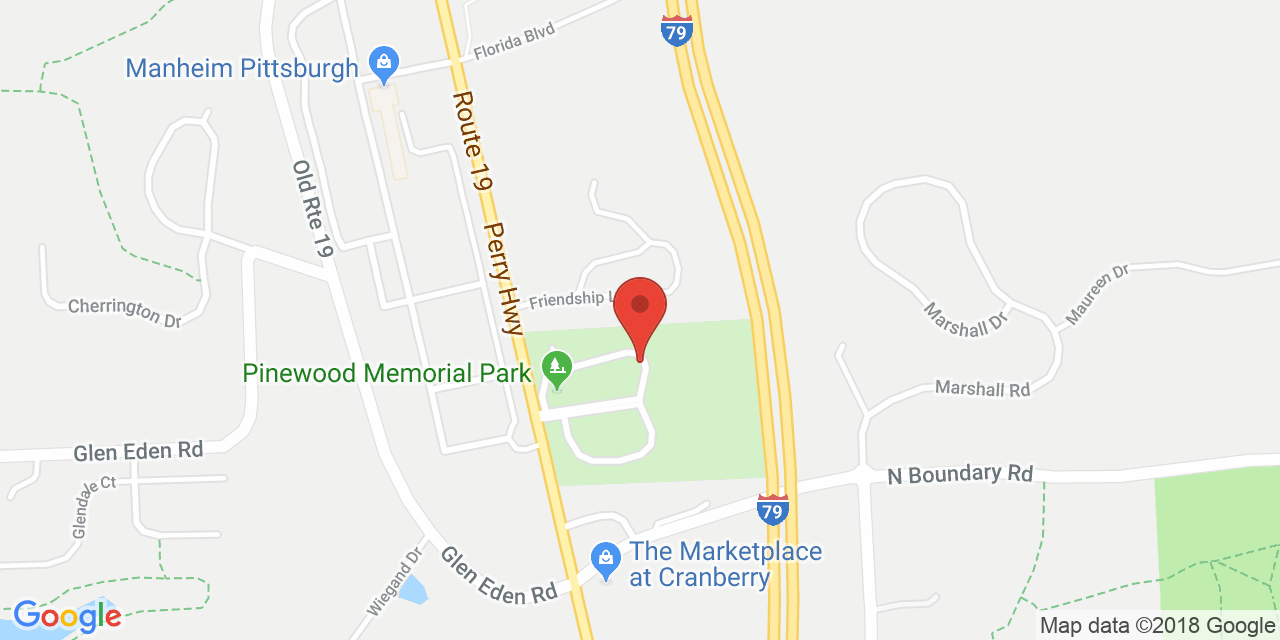 Florida Blvd
79
Manheim Pittsburgh
Route 19
Old Rte 19
Perry Hwy
Cherrington Dr
Friendship
Marshall Dr
Maureen Dr
Pinewood Memorial Park
Marshall Rd
Glen Eden Rd
N Boundary Rd
Glendale Ct
79
The Marketplace
at Cranberry
Wiegand Dr
Glen Eden Rd
Google
Map data ©2018 Google